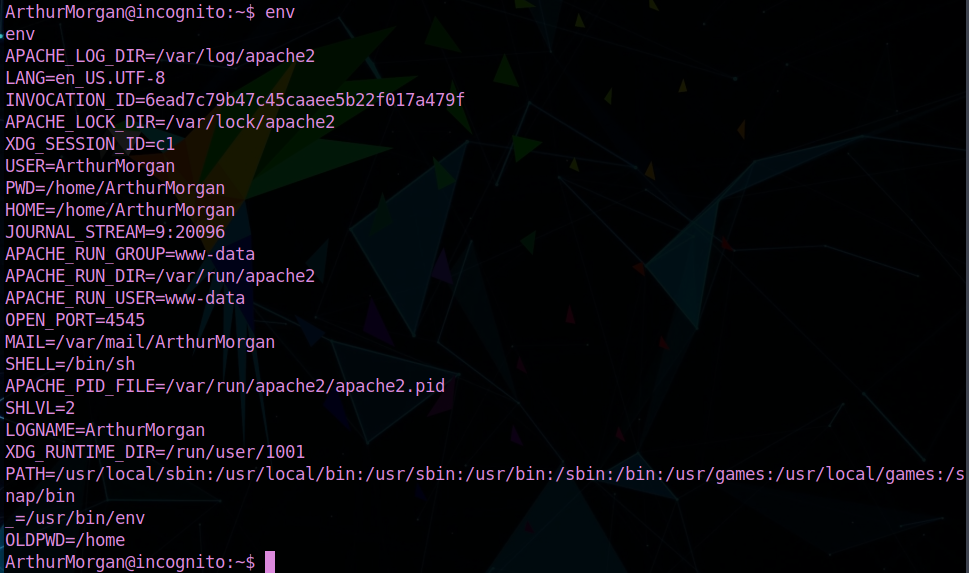 ArthurMorgan@incognito:~$ env
env
APACHE_LOG_DIR=/var/log/apache2
LANG=en_US.UTF-8
INVOCATION_ID=6ead7c79b47c45caaee5b22f017a479f
APACHE_LOCK_DIR=/var/lock/apache2
XDG_SESSION_ID=c1
USER=ArthurMorgan
PWD=/home/ArthurMorgan
HOME=/home/ArthurMorgan
JOURNAL_STREAM=9:20096
APACHE_RUN_GROUP=www-data
APACHE_RUN_DIR=/var/run/apache2
APACHE_RUN_USER=www-data
OPEN_PORT=4545
MAIL=/var/mail/ArthurMorgan
SHELL=/bin/sh
APACHE_PID_FILE=/var/run/apache2/apache2.pid
SHLVL=2
LOGNAME=ArthurMorgan
XDG_RUNTIME_DIR=/run/user/1001
PATH=/usr/local/sbin:/usr/local/bin:/usr/sbin:/usr/bin:/sbin:/bin:/usr/games:/usr/local/games:/s
nap/bin
_=/usr/bin/env
OLDPWD=/home
ArthurMorgan@incognito:~$